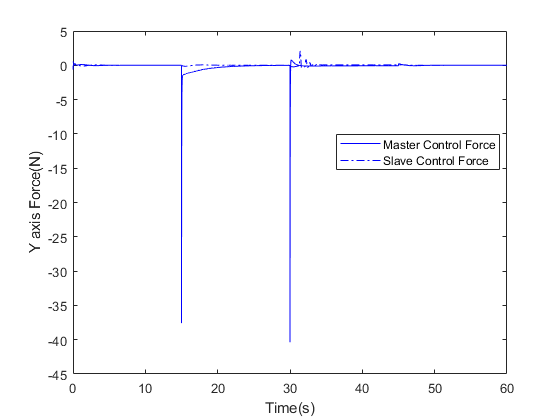 5
0
-5
-10
-15
-20
-25
-30
-35
-40
-45
Y axis Force(N)
Master Control Force
Slave Control Force
0 10 20 30 40 50 60
Time(s)